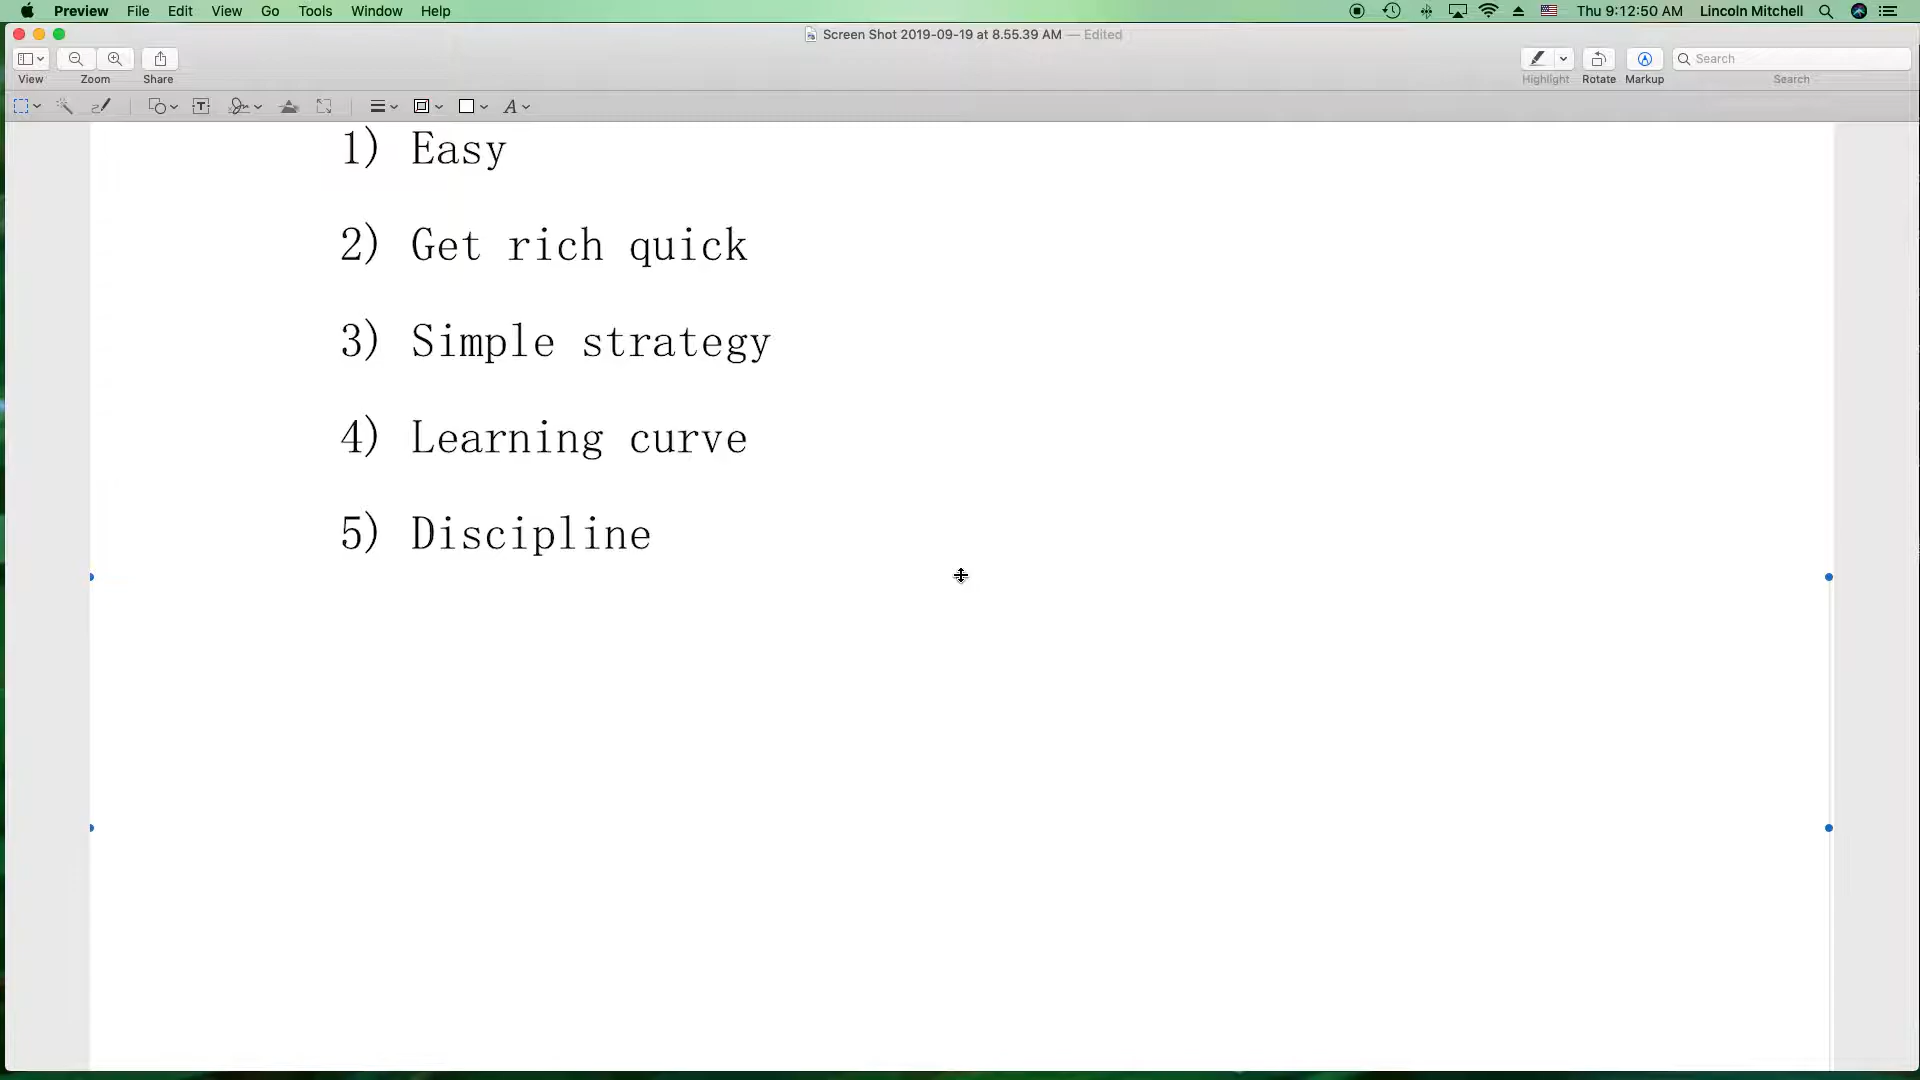 Preview File Edit View Go Tools Window Help Thu 9:12:50 AM Lincoln Mitchell
Screen Shot 2019-09-19 at 8.55.39 AM — Edited
Search
View Zoom Share Highlight Rotate Markup Search
1) Easy
2) Get rich quick
3) Simple strategy
4) Learning curve
5) Discipline